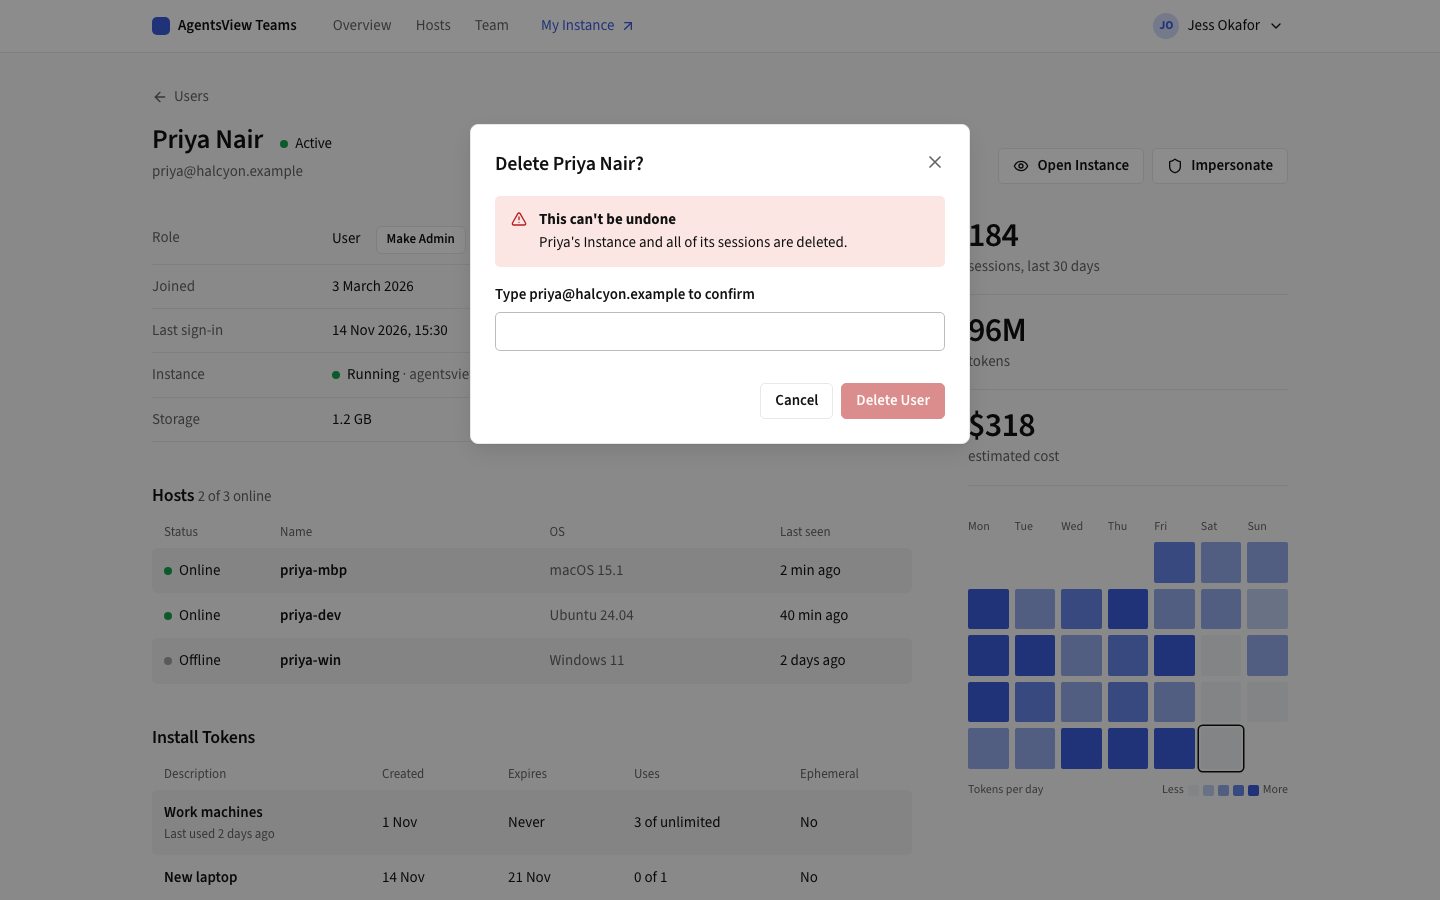 AgentsView Teams
Overview
Hosts
Team
My Instance
JO
Jess Okafor
Users
Priya Nair
Active
priya@halcyon.example
Open Instance
Impersonate
Role
User
Make Admin
Joined
3 March 2026
Last sign-in
14 Nov 2026, 15:30
Instance
Running · agentsvie
Storage
1.2 GB
Delete Priya Nair?
This can't be undone
Priya's Instance and all of its sessions are deleted.
Type priya@halcyon.example to confirm
Cancel
Delete User
184
sessions, last 30 days
96M
tokens
$318
estimated cost
Hosts 2 of 3 online
Status Name OS Last seen
Online priya-mbp macOS 15.1 2 min ago
Online priya-dev Ubuntu 24.04 40 min ago
Offline priya-win Windows 11 2 days ago
Mon Tue Wed Thu Fri Sat Sun
Tokens per day
Less
More
Install Tokens
Description Created Expires Uses Ephemeral
Work machines
Last used 2 days ago
1 Nov Never 3 of unlimited No
New laptop 14 Nov 21 Nov 0 of 1 No